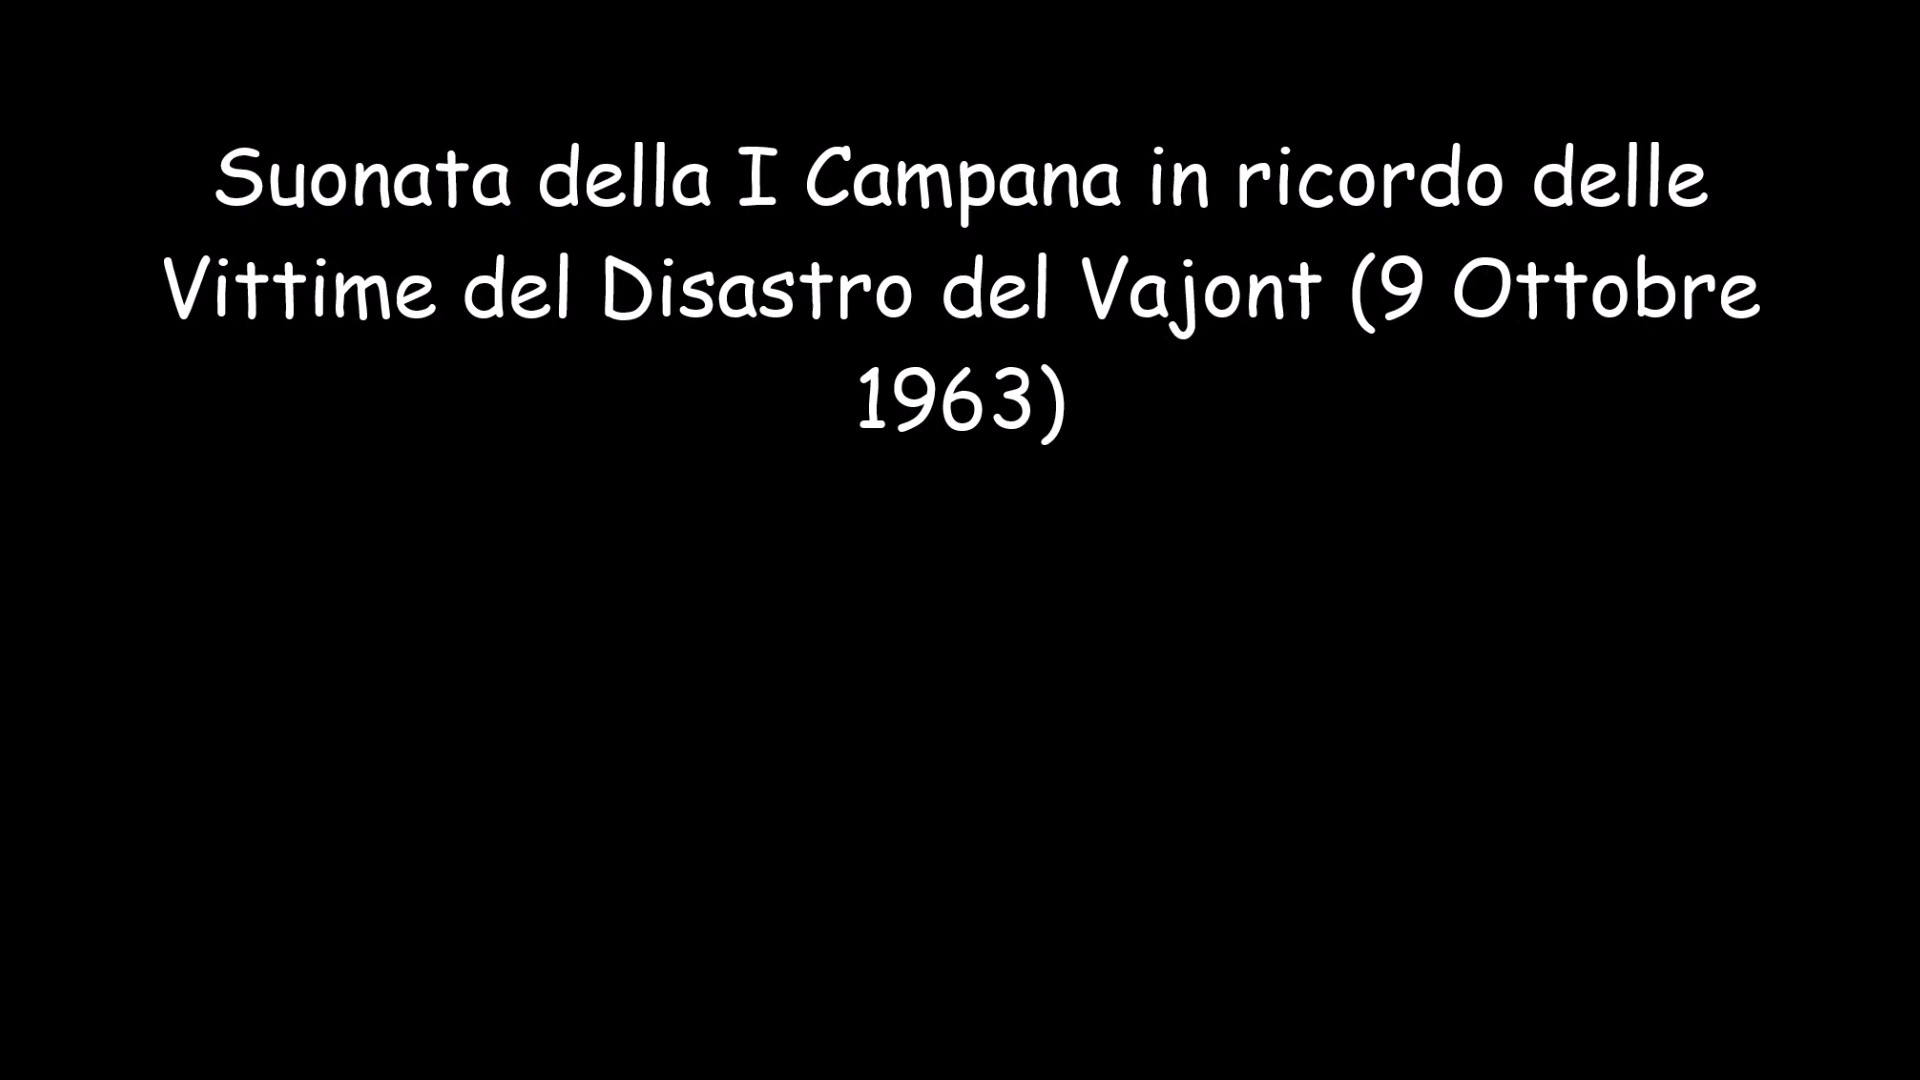 Suonata della I Campana in ricordo delle
Vittime del Disastro del Vajont (9 Ottobre
1963)